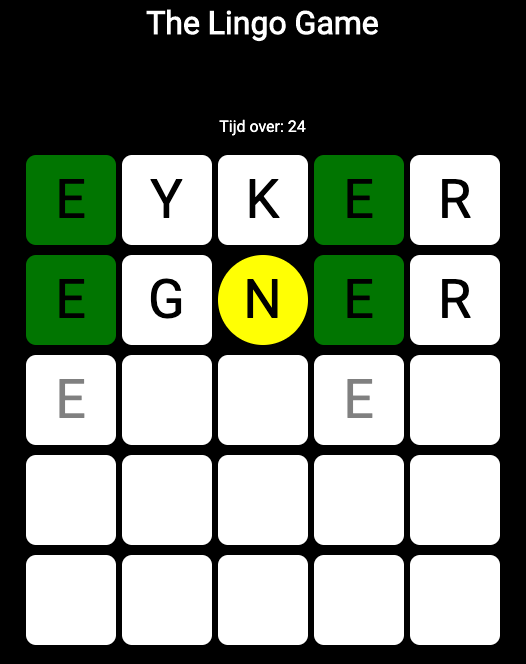 The Lingo Game
Tijd over: 24
E Y K E R
E G N E R
E E